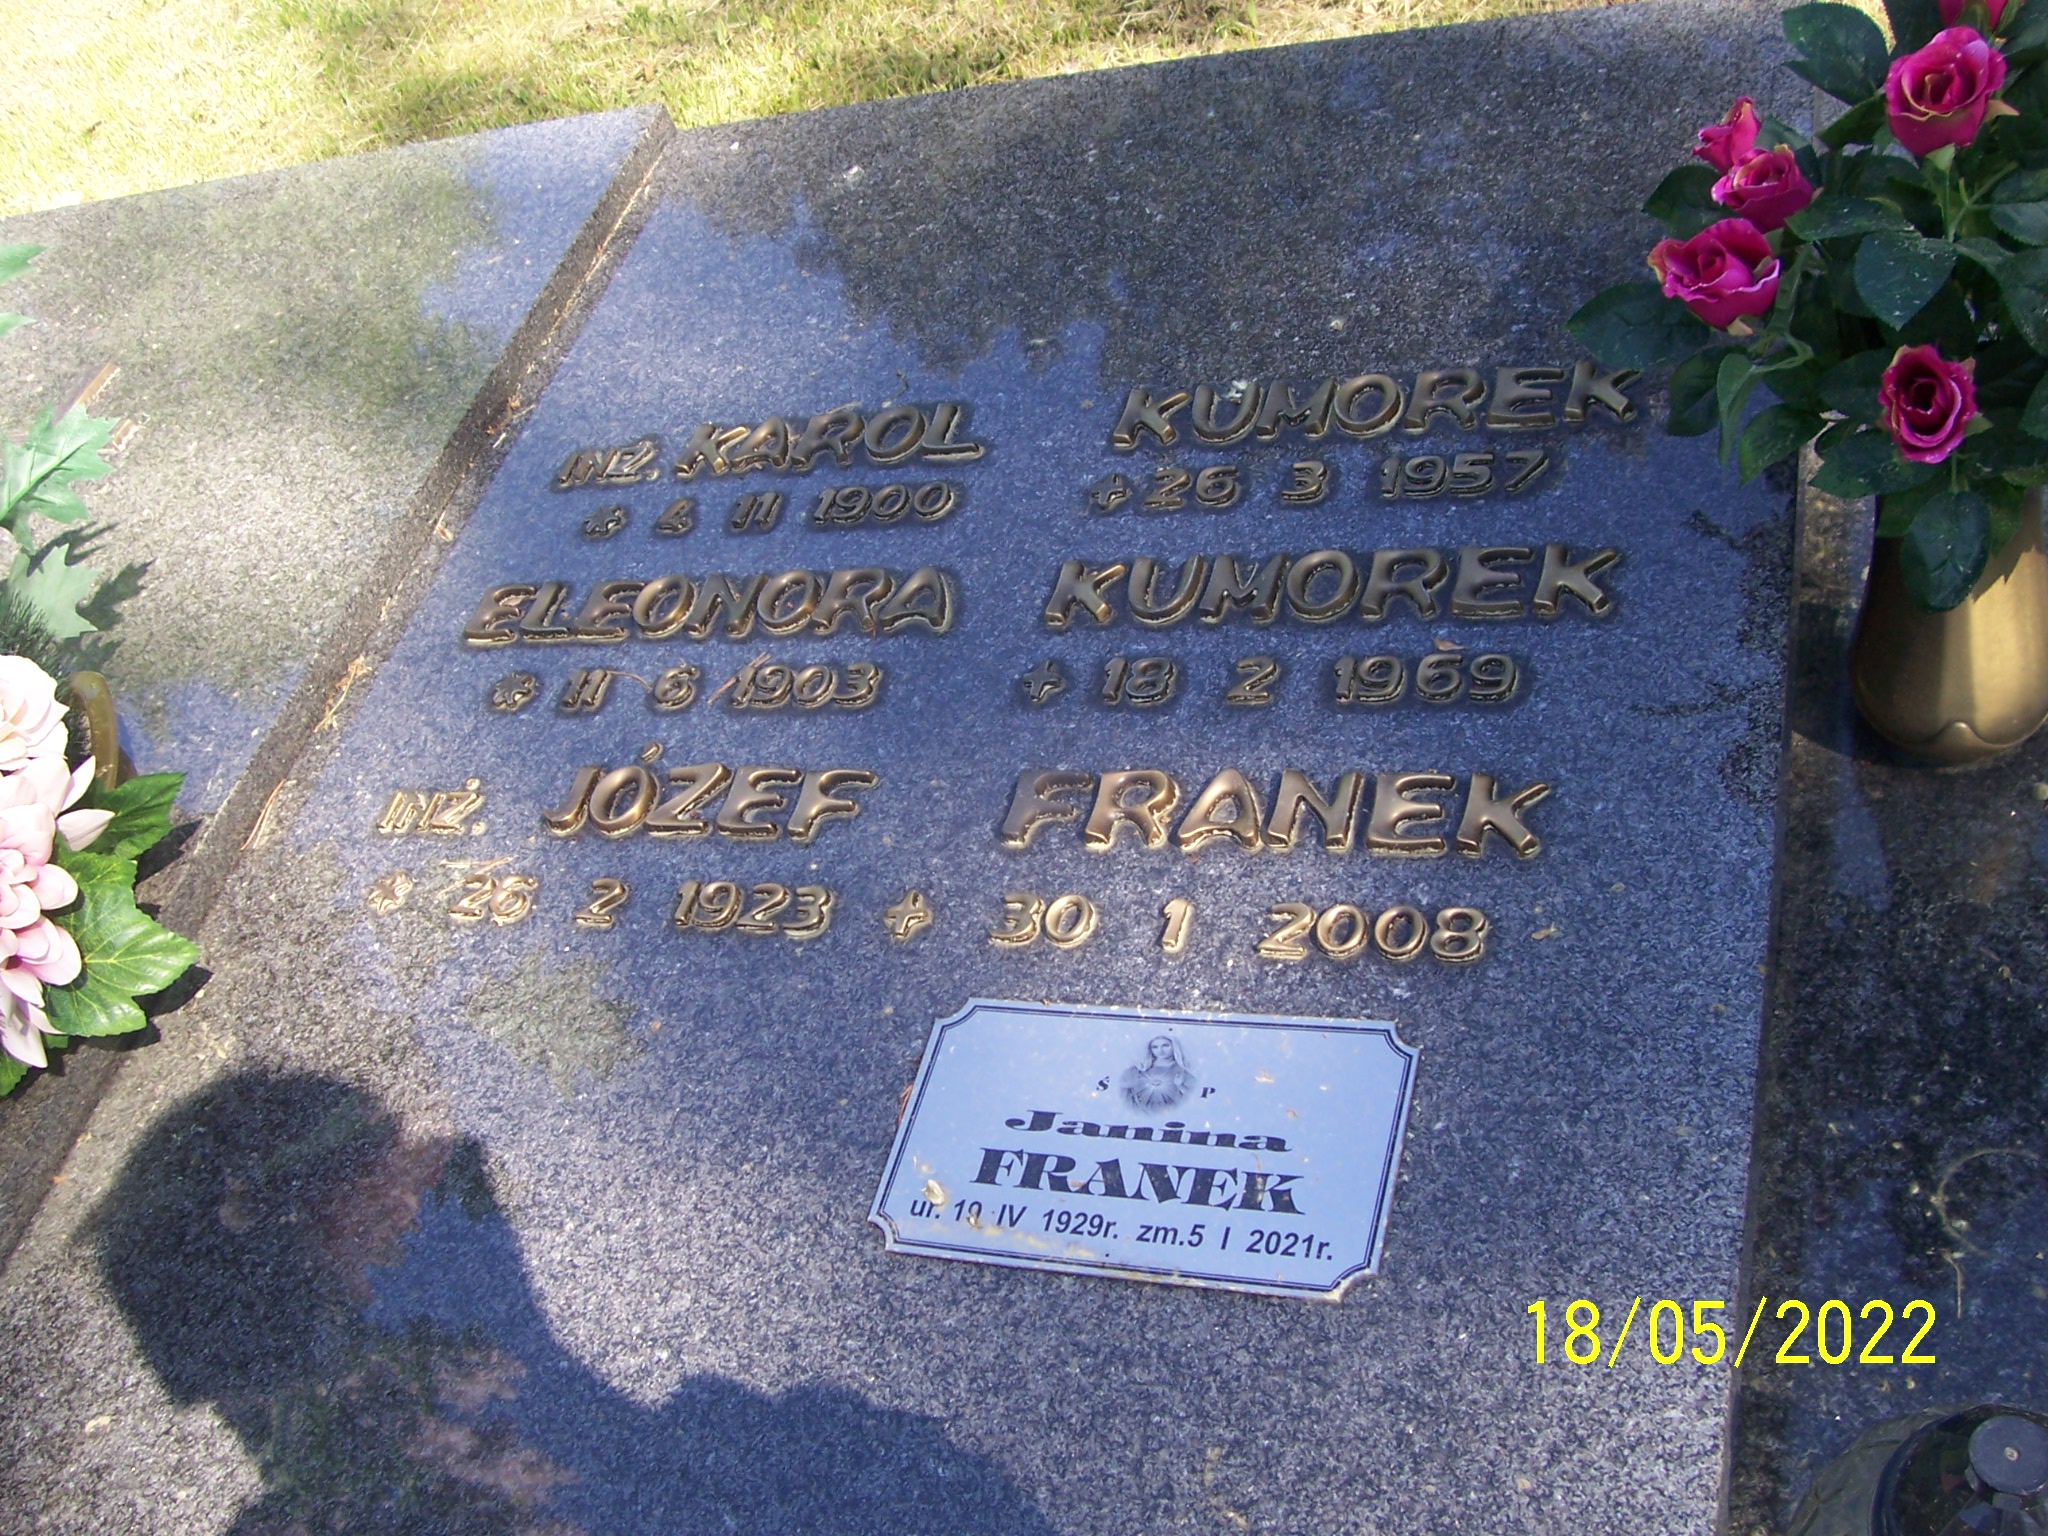 INŻ. KAROL KUMOREK
* 4 11 1900 + 26 3 1957
ELEONORA KUMOREK
* 11 6 1903 + 18 2 1969
INŻ. JÓZEF FRANEK
* 26 2 1923 + 30 1 2008
Ś P
Janina
FRANEK
ur. 19 IV 1929r. zm.5 I 2021r.
18/05/2022